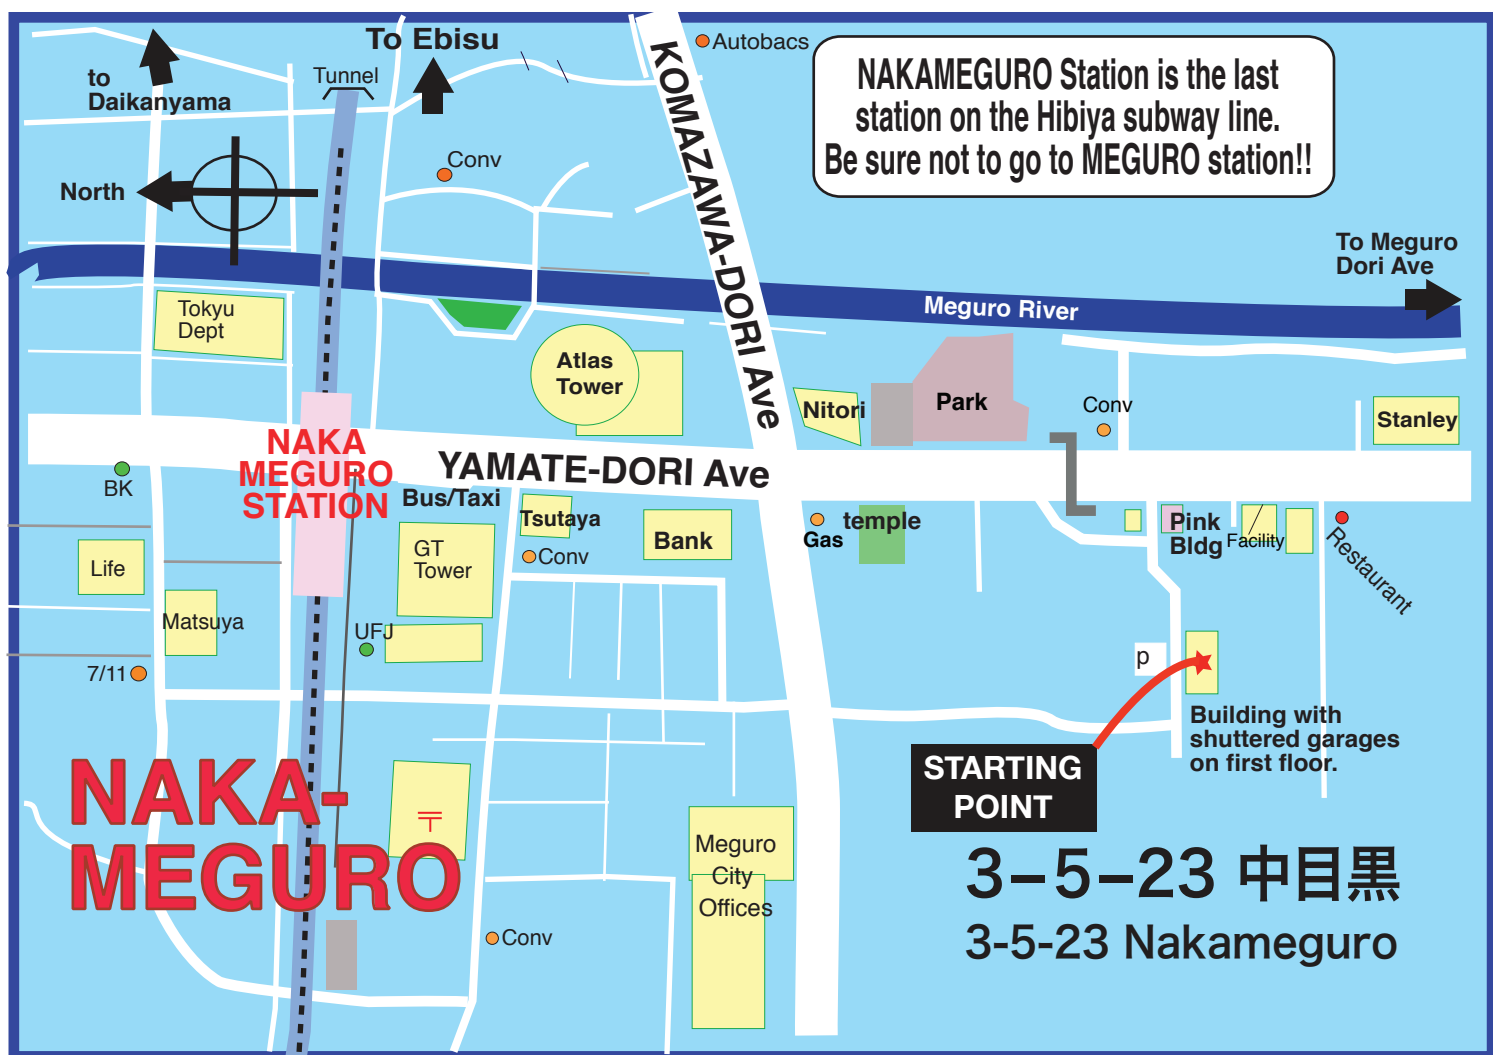 To Ebisu
Autobacs
to
Daikanyama
Tunnel
NAKAMEGURO Station is the last
station on the Hibiya subway line.
Be sure not to go to MEGURO station!!
KOMAZAWA-DORI Ave
Conv
North
To Meguro
Dori Ave
Meguro River
Tokyu
Dept
Atlas
Tower
Nitori
Park
Conv
Stanley
NAKA
MEGURO
STATION
YAMATE-DORI Ave
BK
Bus/Taxi
Tsutaya
Bank
Gas
temple
Pink
Bldg
Facility
Restaurant
GT
Tower
Conv
Life
Matsuya
UFJ
7/11
p
Building with
shuttered garages
on first floor.
STARTING
POINT
NAKA-
MEGURO
〒
Meguro
City
Offices
Conv
3-5-23 中目黒
3-5-23 Nakameguro